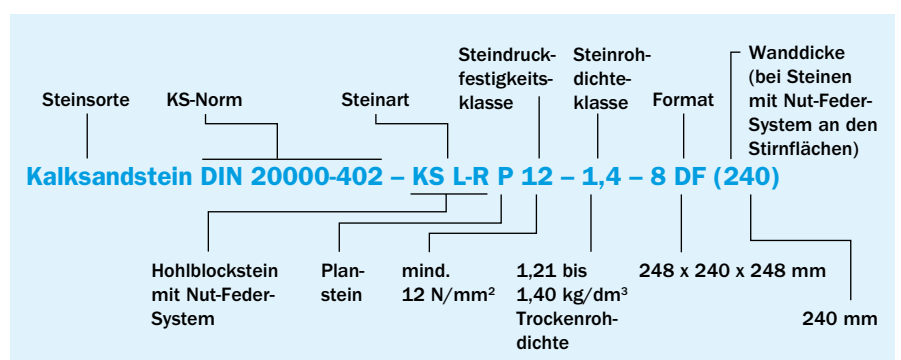 Steindruck-
festigkeits-
klasse
Steinroh-
dichte-
klasse
Wanddicke
(bei Steinen
mit Nut-Feder-
System an den
Stirnflächen)
Steinsorte
KS-Norm
Steinart
Format
Kalksandstein DIN 20000-402 – KS L-R P 12 – 1,4 – 8 DF (240)
Hohlblockstein
mit Nut-Feder-
System
Plan-
stein
mind.
12 N/mm²
1,21 bis
1,40 kg/dm³
Trockenroh-
dichte
248 x 240 x 248 mm
240 mm